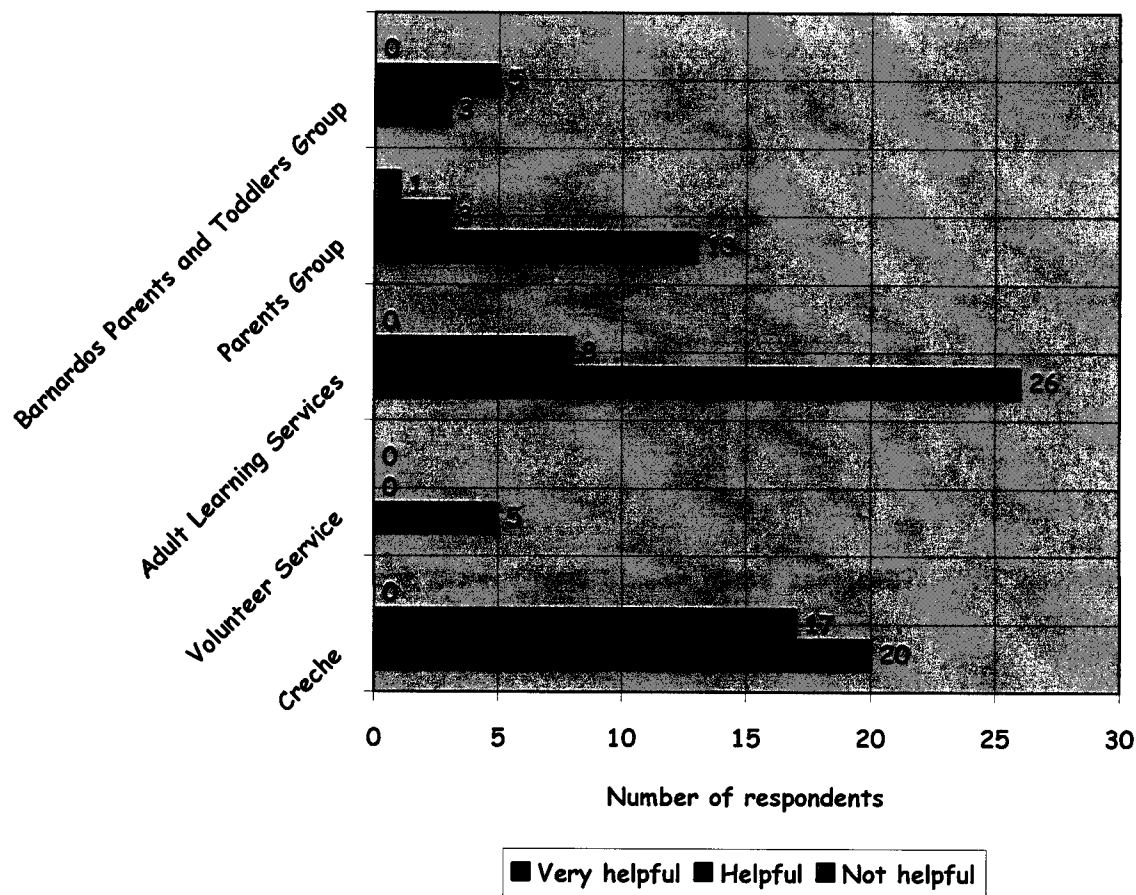 Barnardos Parents and Toddlers Group
0
5
3
Parents Group
1
3
13
Adult Learning Services
0
8
26
Volunteer Service
0
0
5
Creche
0
17
20
0 5 10 15 20 25 30
Number of respondents
Very helpful Helpful Not helpful